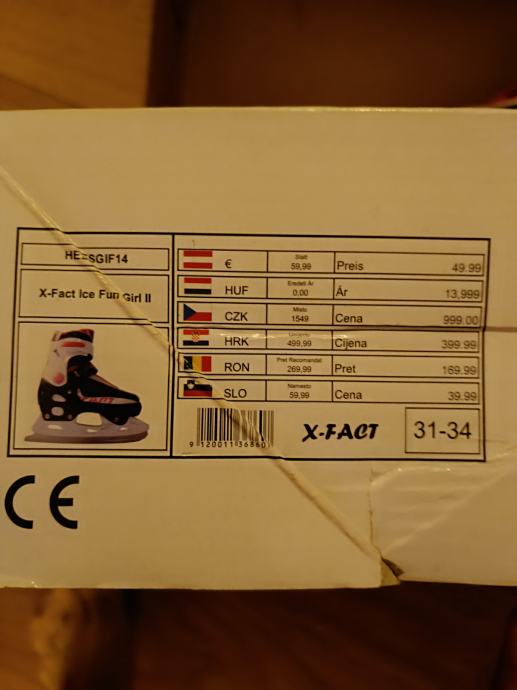 X-Fact Ice Fun Girl II
€ Statt 59,99 Preis 49.99
HUF Eredeti Ár 0,00 Ár 13,999
CZK Místo 1549 Cena 999.00
HRK 499,99 Cijena 399.99
RON Pret Recomandat 269,99 Pret 169.99
SLO Namesto 59,99 Cena 39.99
X-FACT 31-34
CE